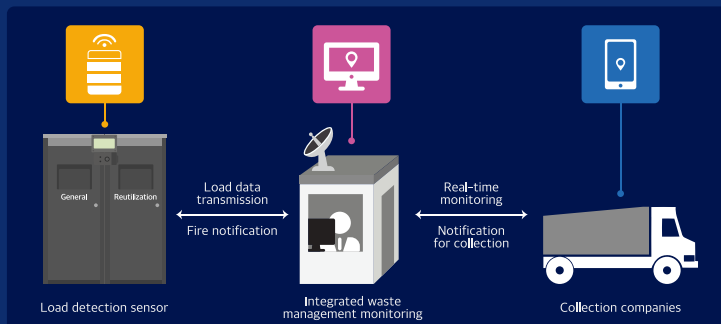 General
Reutilization
Load data
transmission
Fire notification
Real-time
monitoring
Notification
for collection
Load detection sensor
Integrated waste
management monitoring
Collection companies